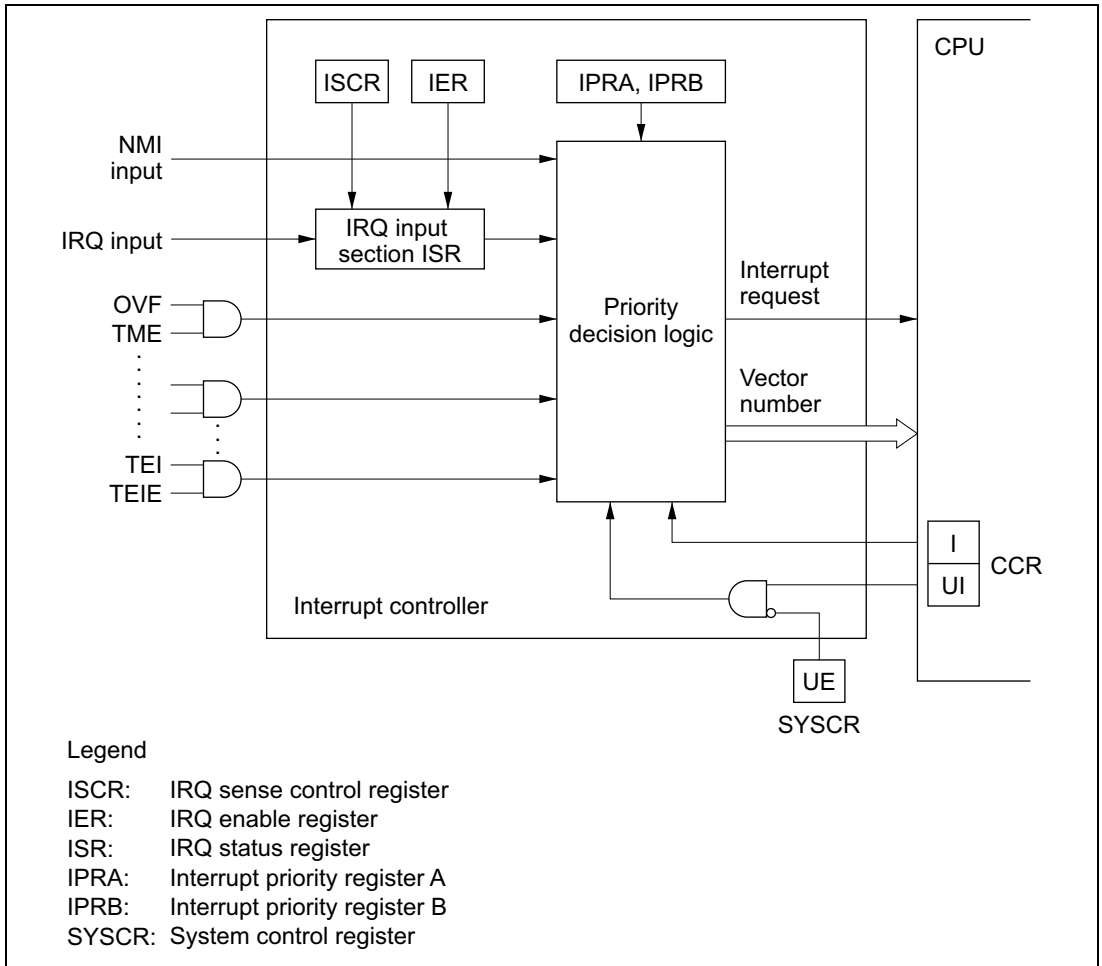 CPU
ISCR
IER
IPRA, IPRB
NMI
input
IRQ input
IRQ input
section ISR
OVF
TME
Priority
decision logic
Interrupt
request
Vector
number
TEI
TEIE
I
UI
CCR
Interrupt controller
UE
SYSCR
Legend
ISCR: IRQ sense control register
IER: IRQ enable register
ISR: IRQ status register
IPRA: Interrupt priority register A
IPRB: Interrupt priority register B
SYSCR: System control register